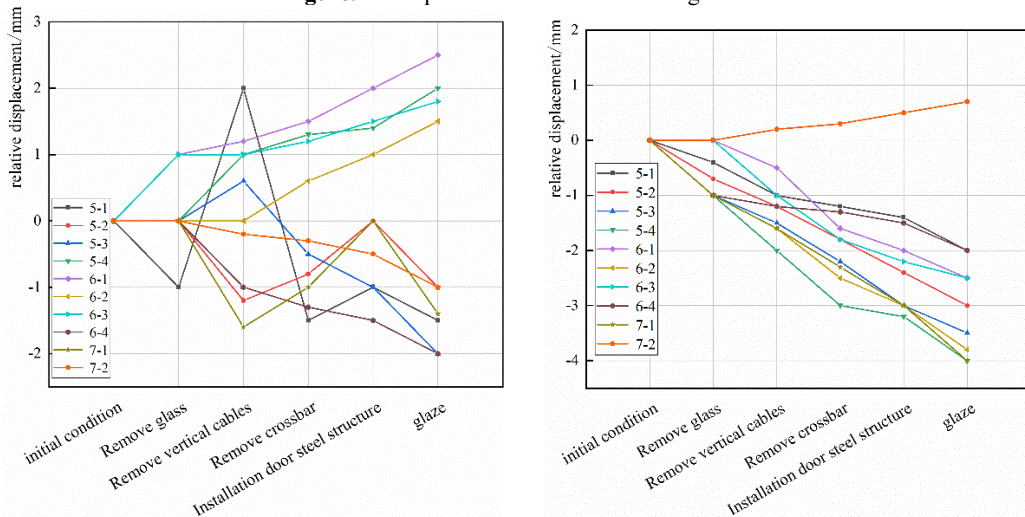 relative displacement/mm
3
2
1
0
-1
-2
5-1
5-2
5-3
5-4
6-1
6-2
6-3
6-4
7-1
7-2
initial condition
Remove glass
Remove vertical cables
Remove crossbar
Installation door steel structure
glaze
relative displacement/mm
2
1
0
-1
-2
-3
-4
5-1
5-2
5-3
5-4
6-1
6-2
6-3
6-4
7-1
7-2
initial condition
Remove glass
Remove vertical cables
Remove crossbar
Installation door steel structure
glaze